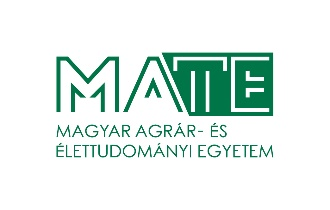 MATE
MAGYAR AGRÁR- ÉS
ÉLETTUDOMÁNYI EGYETEM